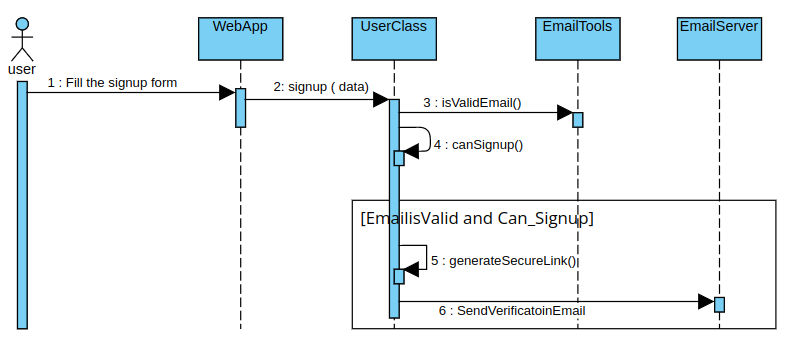 WebApp
UserClass
EmailTools
EmailServer
user
1 : Fill the signup form
2: signup ( data)
3 : isValidEmail()
4 : canSignup()
[EmailisValid and Can_Signup]
5 : generateSecureLink()
6 : SendVerificatoinEmail